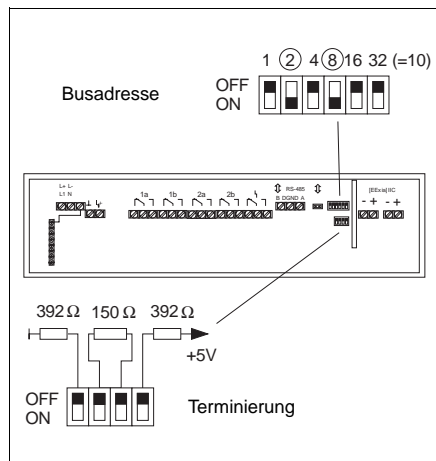 1 2 4 8 16 32 (=10)
Busadresse
OFF
ON
L+ L-
L1 N
1a 1b 2a 2b
RS-485
B DGND A
[EEx ia] IIC
- + - +
392 Ω 150 Ω 392 Ω
+5V
OFF
ON
Terminierung